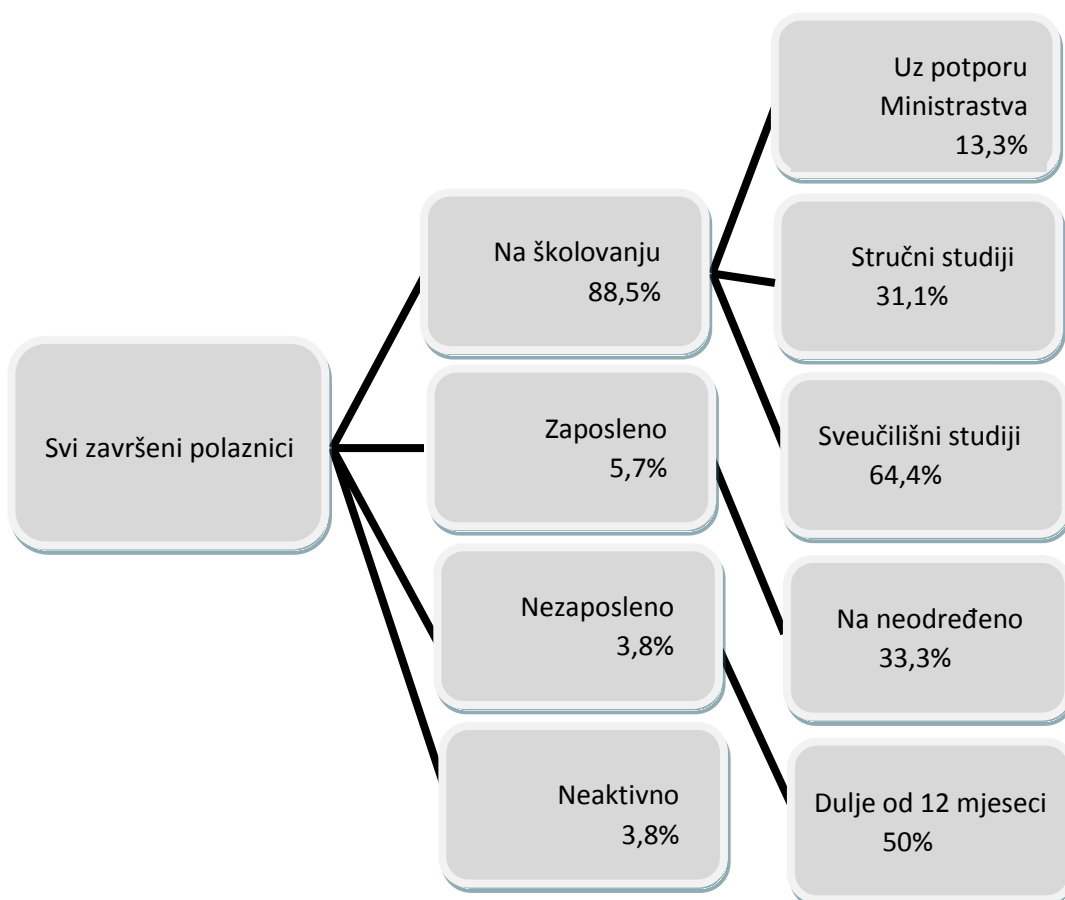 Svi završeni polaznici
Na školovanju
88,5%
Zaposleno
5,7%
Nezaposleno
3,8%
Neaktivno
3,8%
Uz potporu
Ministrastva
13,3%
Stručni studiji
31,1%
Sveučilišni studiji
64,4%
Na neodređeno
33,3%
Dulje od 12 mjeseci
50%